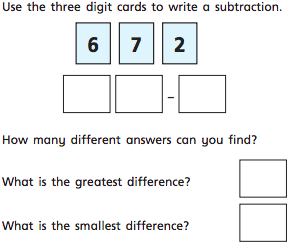 Use the three digit cards to write a subtraction.
6 7 2
-
How many different answers can you find?
What is the greatest difference?
What is the smallest difference?